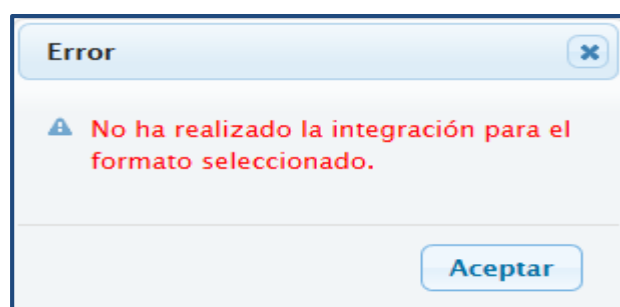 Error
No ha realizado la integración para el
formato seleccionado.
Aceptar